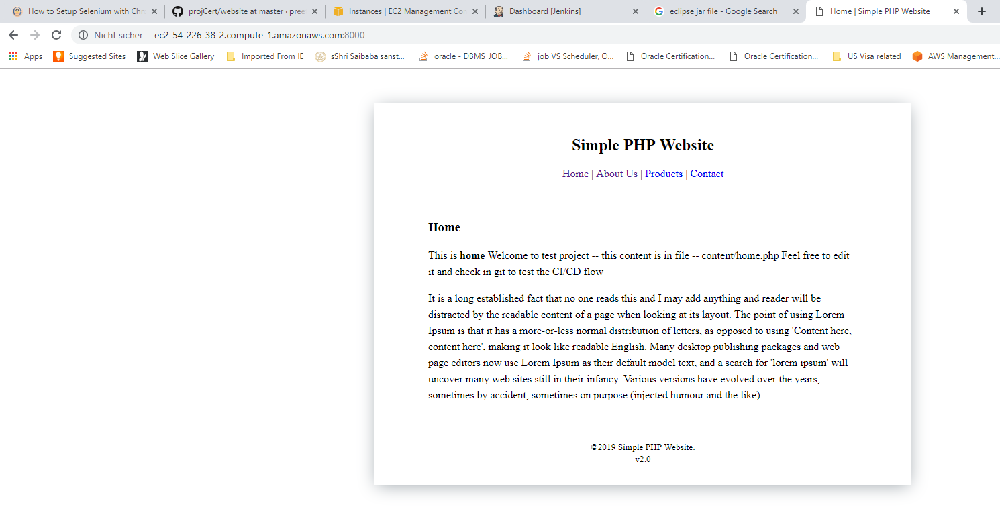 How to Setup Selenium with Chr
projCert/website at master · pree
Instances | EC2 Management Con
Dashboard [Jenkins]
eclipse jar file - Google Search
Home | Simple PHP Website
Nicht sicher | ec2-54-226-38-2.compute-1.amazonaws.com:8000
Apps Suggested Sites Web Slice Gallery Imported From IE sShri Saibaba sanst... oracle - DBMS_JOB... job VS Scheduler, O... Oracle Certification... Oracle Certification... US Visa related AWS Management...
Simple PHP Website
Home | About Us | Products | Contact
Home
This is home Welcome to test project -- this content is in file -- content/home.php Feel free to edit
it and check in git to test the CI/CD flow
It is a long established fact that no one reads this and I may add anything and reader will be
distracted by the readable content of a page when looking at its layout. The point of using Lorem
Ipsum is that it has a more-or-less normal distribution of letters, as opposed to using 'Content here,
content here', making it look like readable English. Many desktop publishing packages and web
page editors now use Lorem Ipsum as their default model text, and a search for 'lorem ipsum' will
uncover many web sites still in their infancy. Various versions have evolved over the years,
sometimes by accident, sometimes on purpose (injected humour and the like).
©2019 Simple PHP Website.
v2.0